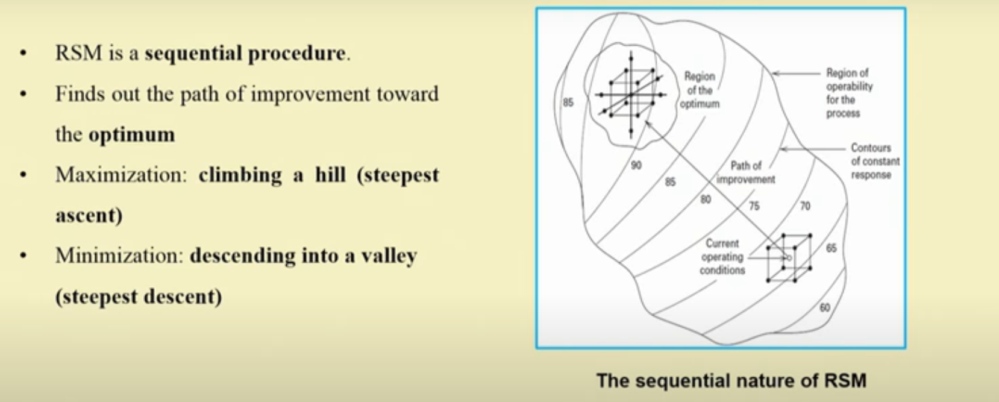 • RSM is a sequential procedure.
• Finds out the path of improvement toward
the optimum
• Maximization: climbing a hill (steepest
ascent)
• Minimization: descending into a valley
(steepest descent)
Region
of the
optimum
Region of
operability
for the
process
85
Contours
of constant
response
90
85
Path of
improvement
80
75
70
Current
operating
conditions
65
60
The sequential nature of RSM